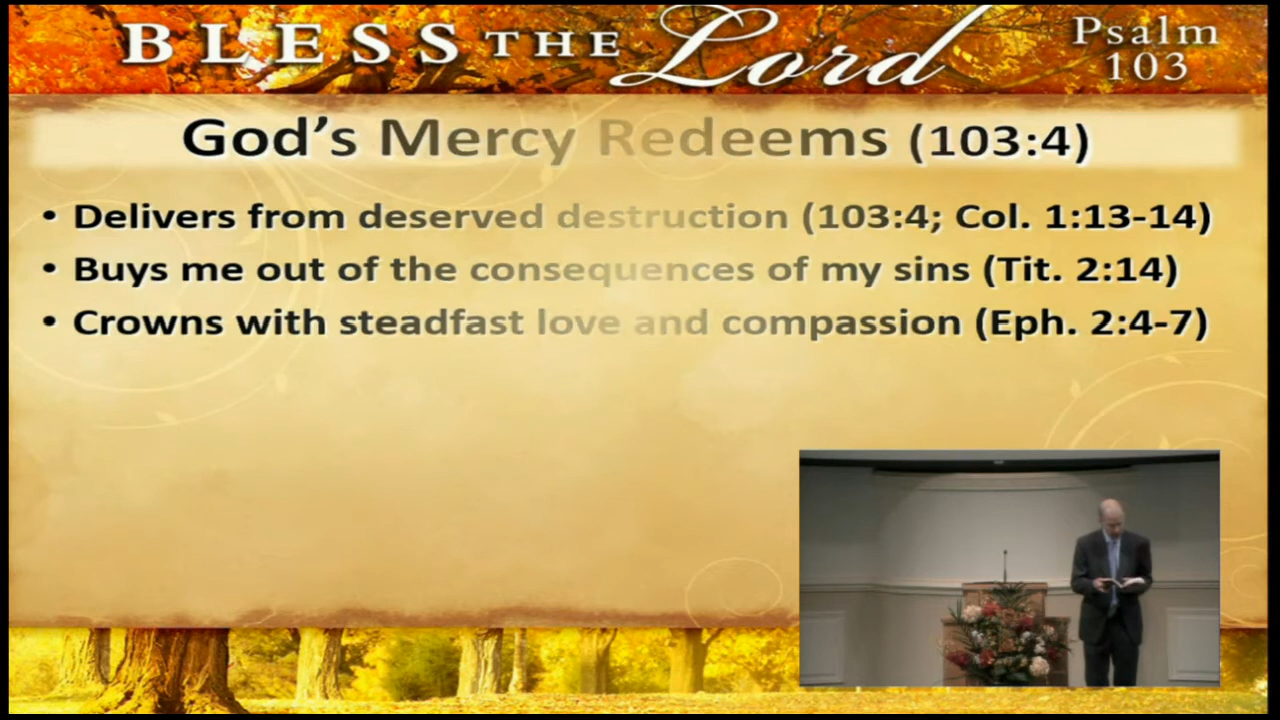 BLESS THE Lord
Psalm
103
God's Mercy Redeems (103:4)
• Delivers from deserved destruction (103:4; Col. 1:13-14)
• Buys me out of the consequences of my sins (Tit. 2:14)
• Crowns with steadfast love and compassion (Eph. 2:4-7)